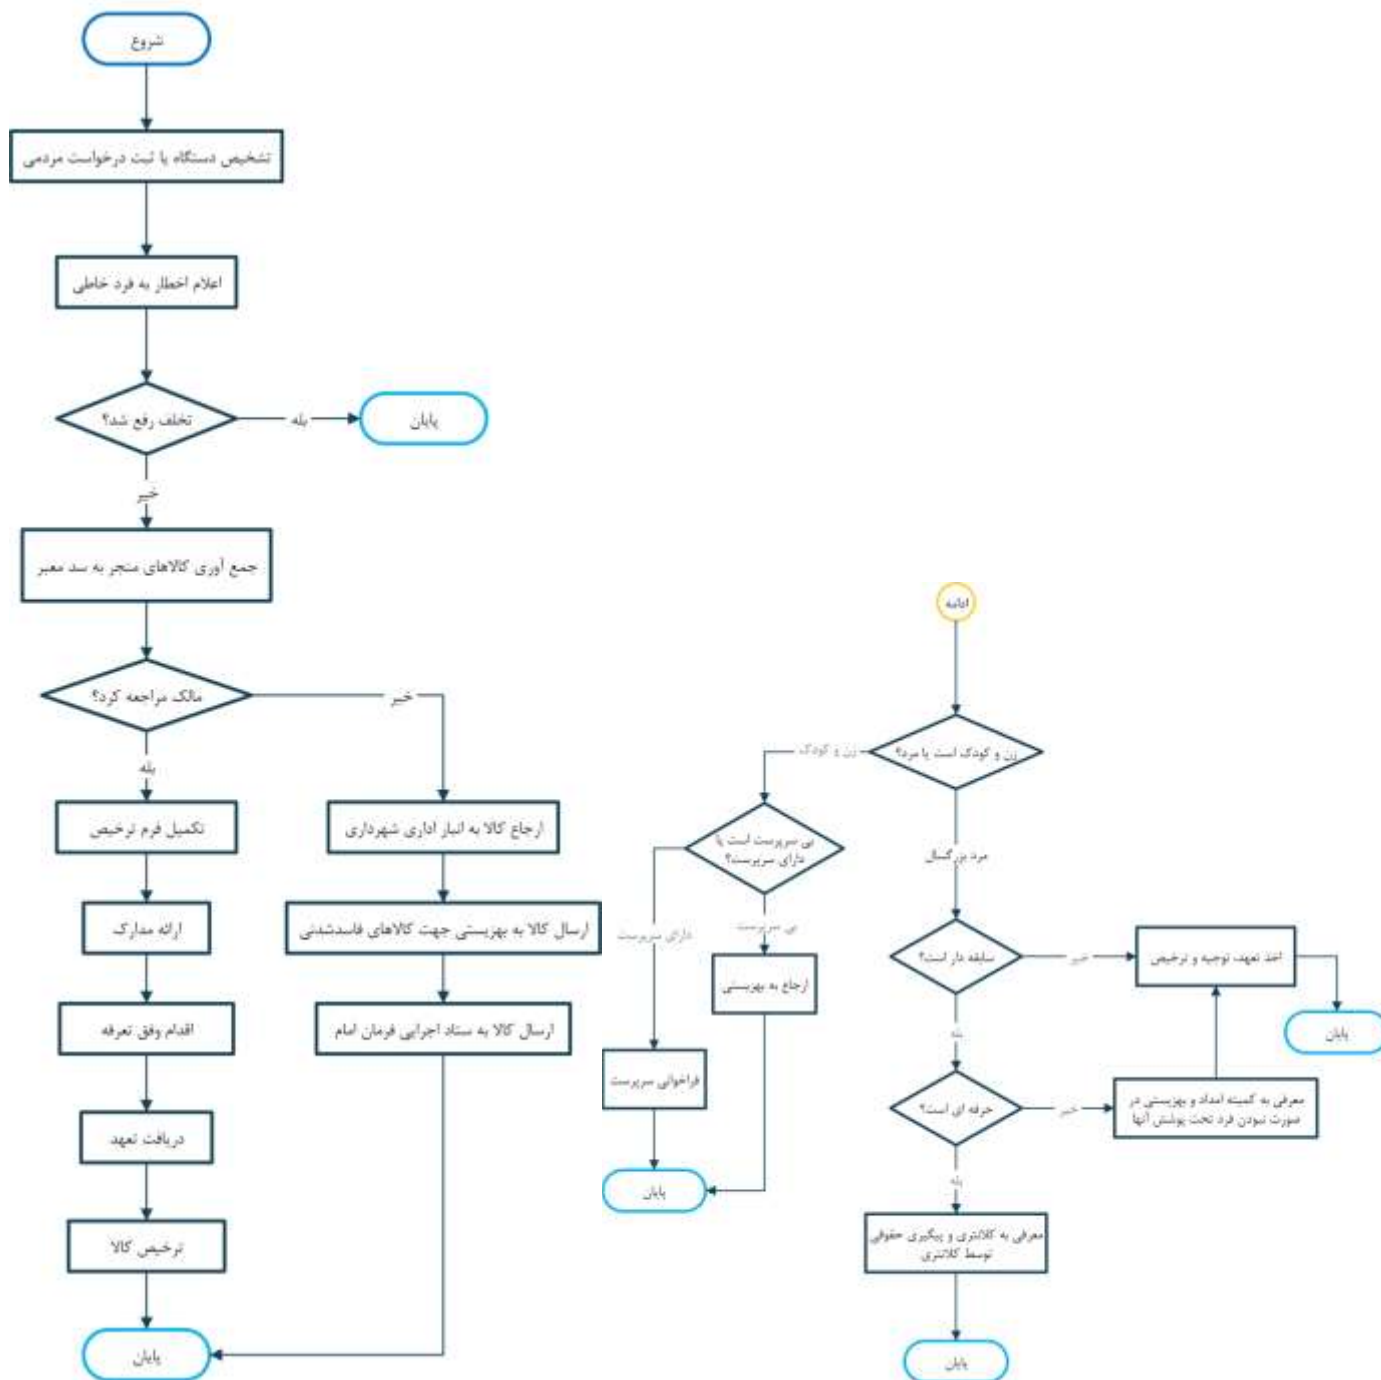 شروع
تشخیص دستگاه یا ثبت درخواست مردمی
اعلام اخطار به فرد خاطی
تخلف رفع شد؟
بله
پایان
خیر
جمع آوری کالاهای منجر به سد معبر
مالک مراجعه کرد؟
خیر
بله
تکمیل فرم ترخیص
ارجاع کالا به انبار اداری شهرداری
ارائه مدارک
ارسال کالا به بهزیستی جهت کالاهای فاسدشدنی
اقدام وفق تعرفه
ارسال کالا به ستاد اجرایی فرمان امام
دریافت تعهد
ترخیص کالا
پایان
ادامه
زن و کودک است یا مرد؟
زن و کودک
مرد بزرگسال
بی سرپرست است یا
دارای سرپرست؟
دارای سرپرست
بی سرپرست
ارجاع به بهزیستی
فراخوانی سرپرست
پایان
سابقه دار است؟
خیر
اخذ تعهد، توجیه و ترخیص
پایان
بله
حرفه ای است؟
خیر
معرفی به کمیته امداد و بهزیستی در
صورت نبودن فرد تحت پوشش آنها
بله
معرفی به کلانتری و پیگیری حقوقی
توسط کلانتری
پایان